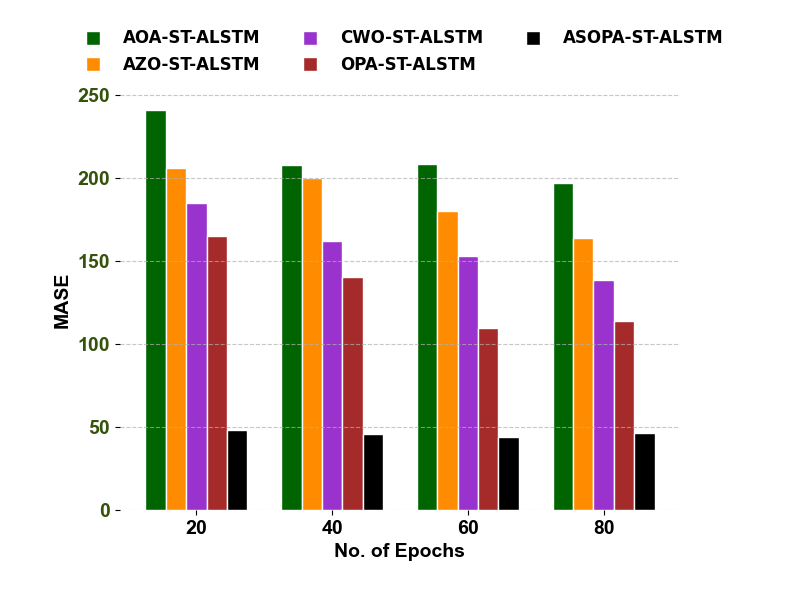 AOA-ST-ALSTM CWO-ST-ALSTM ASOPA-ST-ALSTM
AZO-ST-ALSTM OPA-ST-ALSTM
250
200
150
100
50
0
MASE
20 40 60 80
No. of Epochs